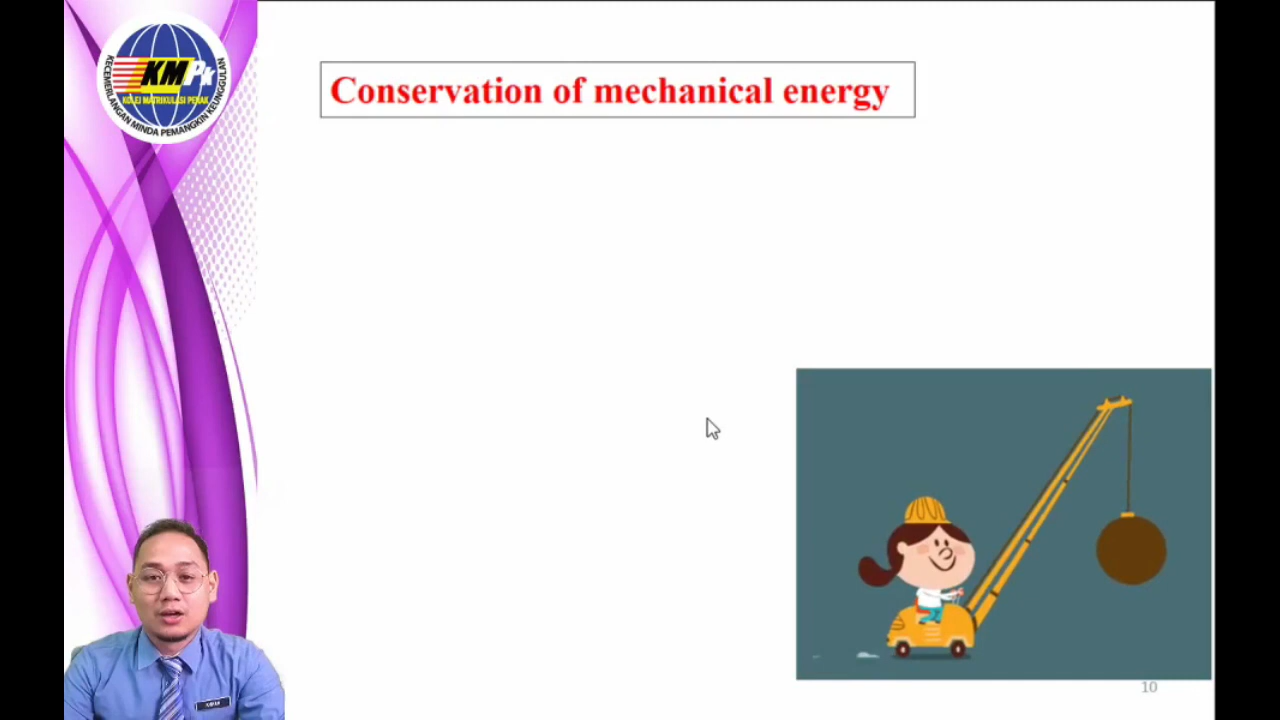 Conservation of mechanical energy
KMPk
KOLEJ MATRIKULASI PERAK
KECEMERLANGAN MINDA PEMANGKIN KEUNGGULAN
10